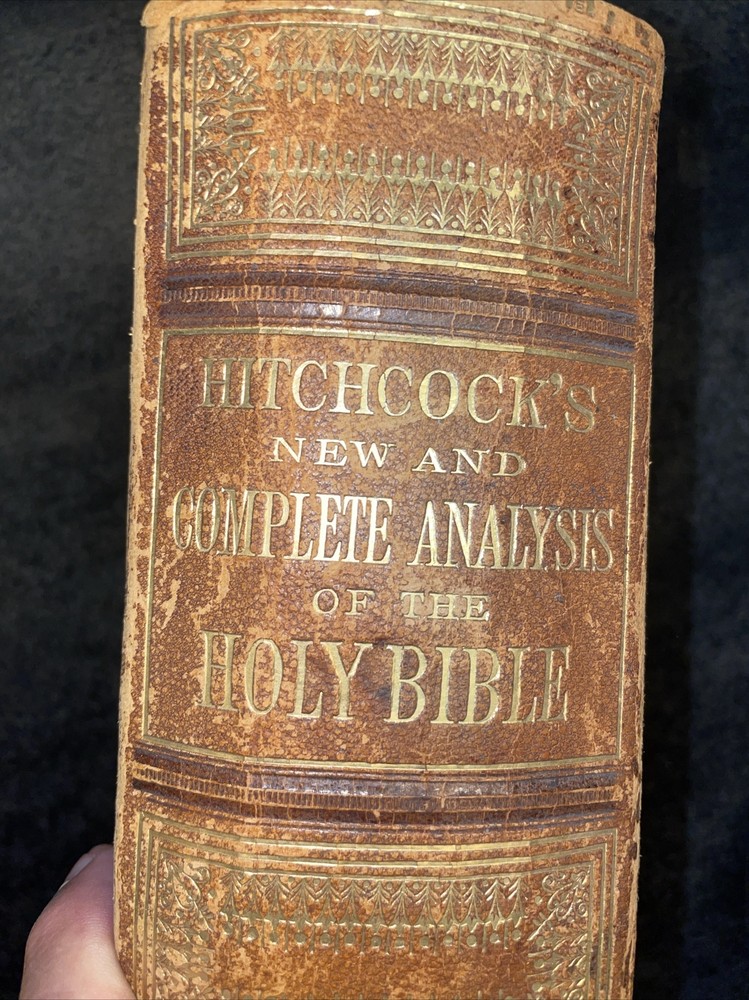 HITCHCOCK'S
NEW AND
COMPLETE ANALYSIS
OF THE
HOLY BIBLE